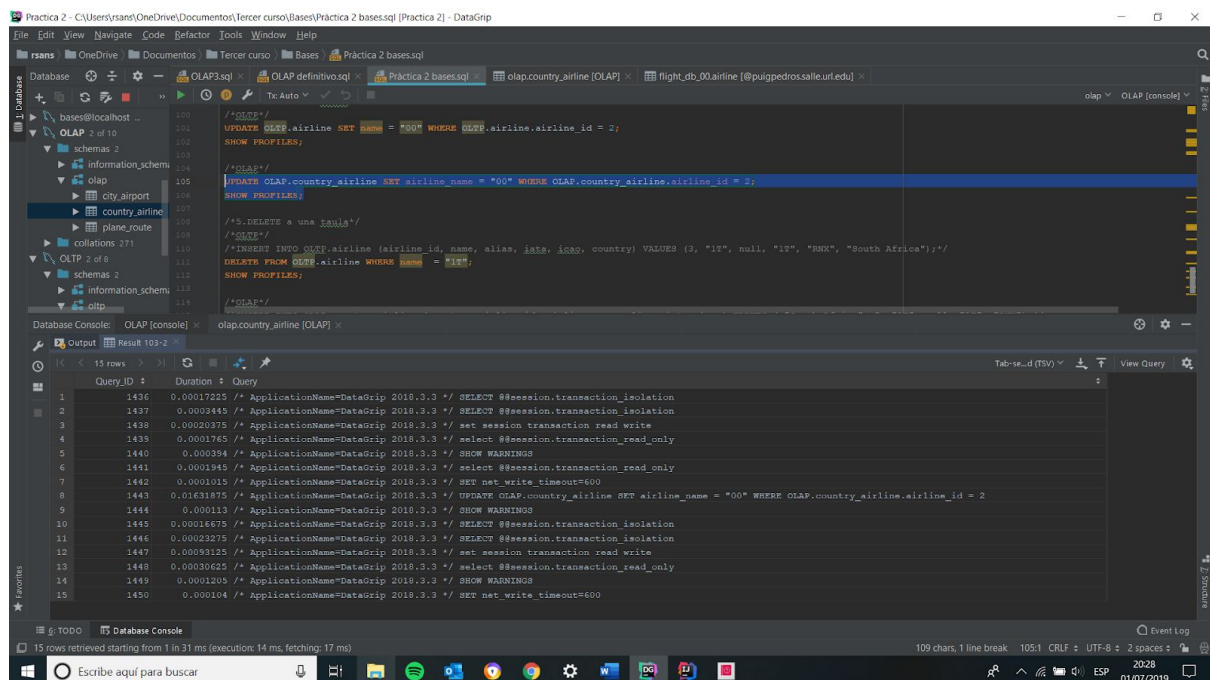 Practica 2 - C:\Users\rsans\OneDrive\Documentos\Tercer curso\Bases\Pràctica 2 bases.sql [Practica 2] - DataGrip
File Edit View Navigate Code Refactor Tools Window Help
rsans OneDrive Documentos Tercer curso Bases Pràctica 2 bases.sql
Database OLAP3.sql OLAP definitivo.sql Pràctica 2 bases.sql olap.country_airline [OLAP] flight_db_00.airline [@puigpedros.salle.url.edu]
Tx: Auto olap OLAP [console]
1: Database
2: Files
bases@localhost ...
OLAP 2 of 10
schemas 2
information_schema
olap
city_airport
country_airline
plane_route
collations 271
OLTP 2 of 8
schemas 2
information_schema
oltp
100 /*OLTP*/
101 UPDATE OLTP.airline SET name = "00" WHERE OLTP.airline.airline_id = 2;
102 SHOW PROFILES;
103
104 /*OLAP*/
105 UPDATE OLAP.country_airline SET airline_name = "00" WHERE OLAP.country_airline.airline_id = 2;
106 SHOW PROFILES;
107
108 /*5.DELETE a una taula*/
109 /*OLTP*/
110 /*INSERT INTO OLTP.airline (airline_id, name, alias, iata, icao, country) VALUES (3, "1T", null, "1T", "RNX", "South Africa");*/
111 DELETE FROM OLTP.airline WHERE name = "1T";
112 SHOW PROFILES;
113
114 /*OLAP*/
Database Console: OLAP [console] olap.country_airline [OLAP]
Output Result 103-2
15 rows Tab-se...d (TSV) View Query
Query_ID Duration Query
1 1436 0.00017225 /* ApplicationName=DataGrip 2018.3.3 */ SELECT @@session.transaction_isolation
2 1437 0.0003445 /* ApplicationName=DataGrip 2018.3.3 */ SELECT @@session.transaction_isolation
3 1438 0.00020375 /* ApplicationName=DataGrip 2018.3.3 */ set session transaction read write
4 1439 0.0001765 /* ApplicationName=DataGrip 2018.3.3 */ select @@session.transaction_read_only
5 1440 0.000394 /* ApplicationName=DataGrip 2018.3.3 */ SHOW WARNINGS
6 1441 0.0001945 /* ApplicationName=DataGrip 2018.3.3 */ select @@session.transaction_read_only
7 1442 0.0001015 /* ApplicationName=DataGrip 2018.3.3 */ SET net_write_timeout=600
8 1443 0.01631875 /* ApplicationName=DataGrip 2018.3.3 */ UPDATE OLAP.country_airline SET airline_name = "00" WHERE OLAP.country_airline.airline_id = 2
9 1444 0.000113 /* ApplicationName=DataGrip 2018.3.3 */ SHOW WARNINGS
10 1445 0.00016675 /* ApplicationName=DataGrip 2018.3.3 */ SELECT @@session.transaction_isolation
11 1446 0.00023275 /* ApplicationName=DataGrip 2018.3.3 */ SELECT @@session.transaction_isolation
12 1447 0.00093125 /* ApplicationName=DataGrip 2018.3.3 */ set session transaction read write
13 1448 0.00030625 /* ApplicationName=DataGrip 2018.3.3 */ select @@session.transaction_read_only
14 1449 0.0001205 /* ApplicationName=DataGrip 2018.3.3 */ SHOW WARNINGS
15 1450 0.000104 /* ApplicationName=DataGrip 2018.3.3 */ SET net_write_timeout=600
Favorites
7: Structure
6: TODO Database Console Event Log
15 rows retrieved starting from 1 in 31 ms (execution: 14 ms, fetching: 17 ms) 109 chars, 1 line break 105:1 CRLF UTF-8 2 spaces
Escribe aquí para buscar ESP 20:28
01/07/2019